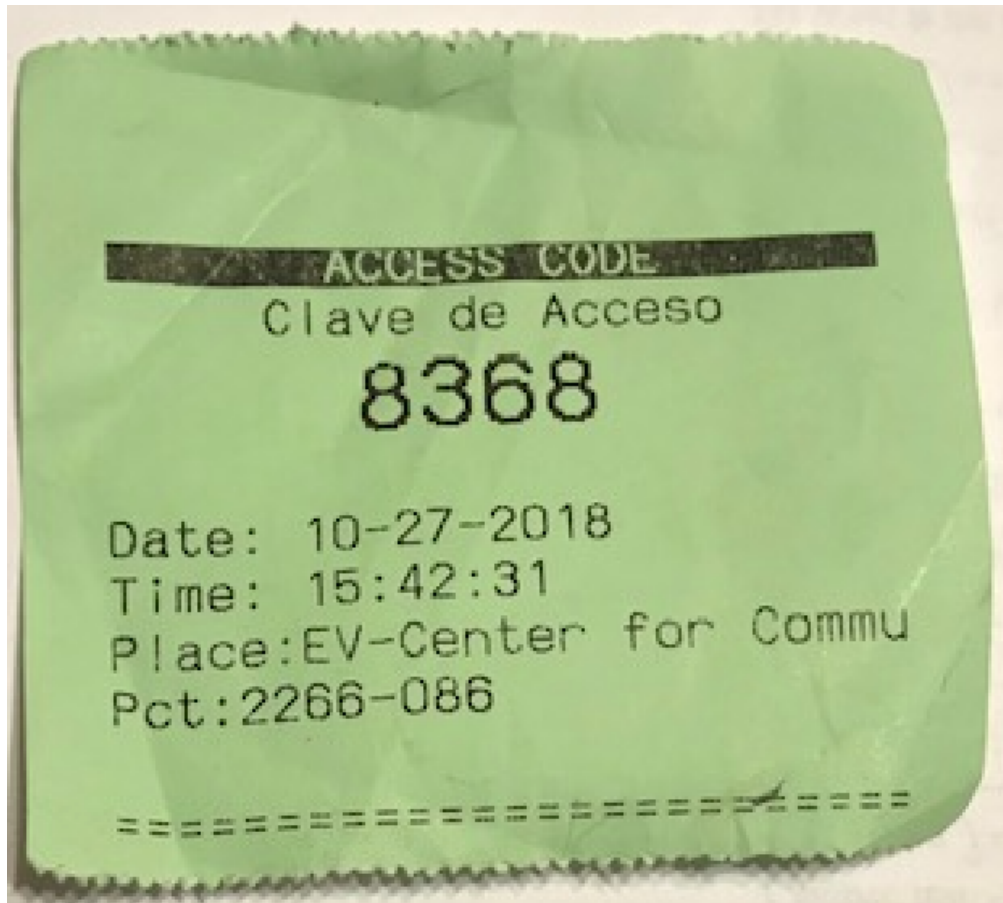 ACCESS CODE
Clave de Acceso
8368
Date: 10-27-2018
Time: 15:42:31
Place:EV-Center for Commu
Pct:2266-086
=========================